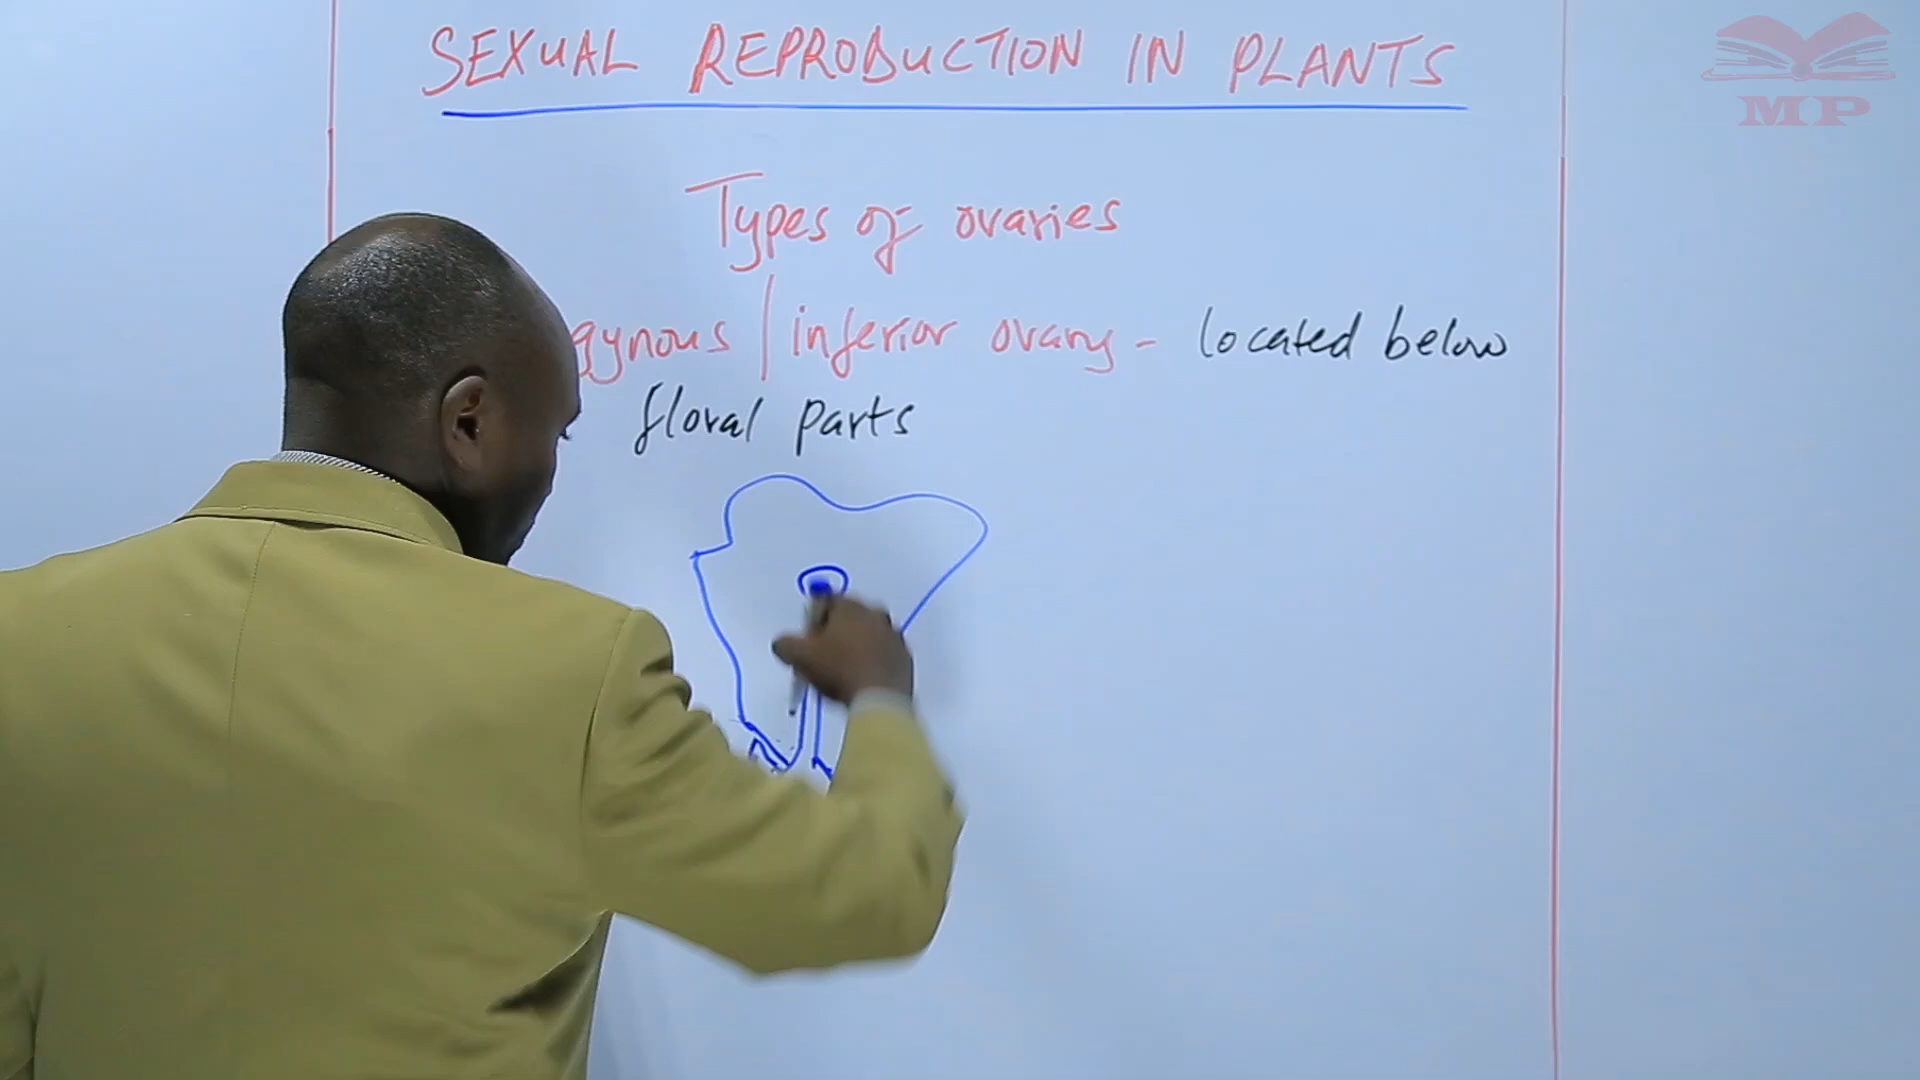 SEXUAL REPRODUCTION IN PLANTS
MP
Types of ovaries
gynous / inferior ovary - located below
floral parts